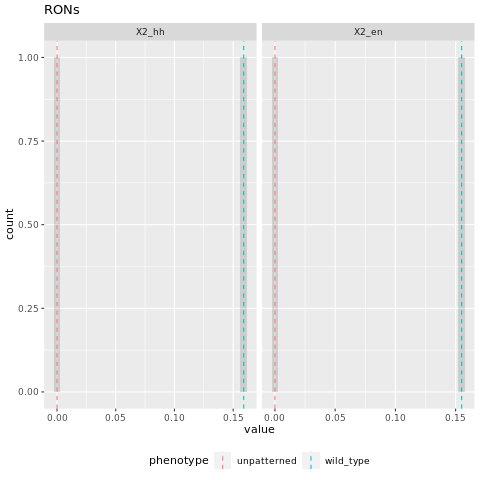 RONs
X2_hh X2_en
1.00
0.75
0.50
0.25
0.00
count
0.00 0.05 0.10 0.15 0.00 0.05 0.10 0.15
value
phenotype unpatterned wild_type